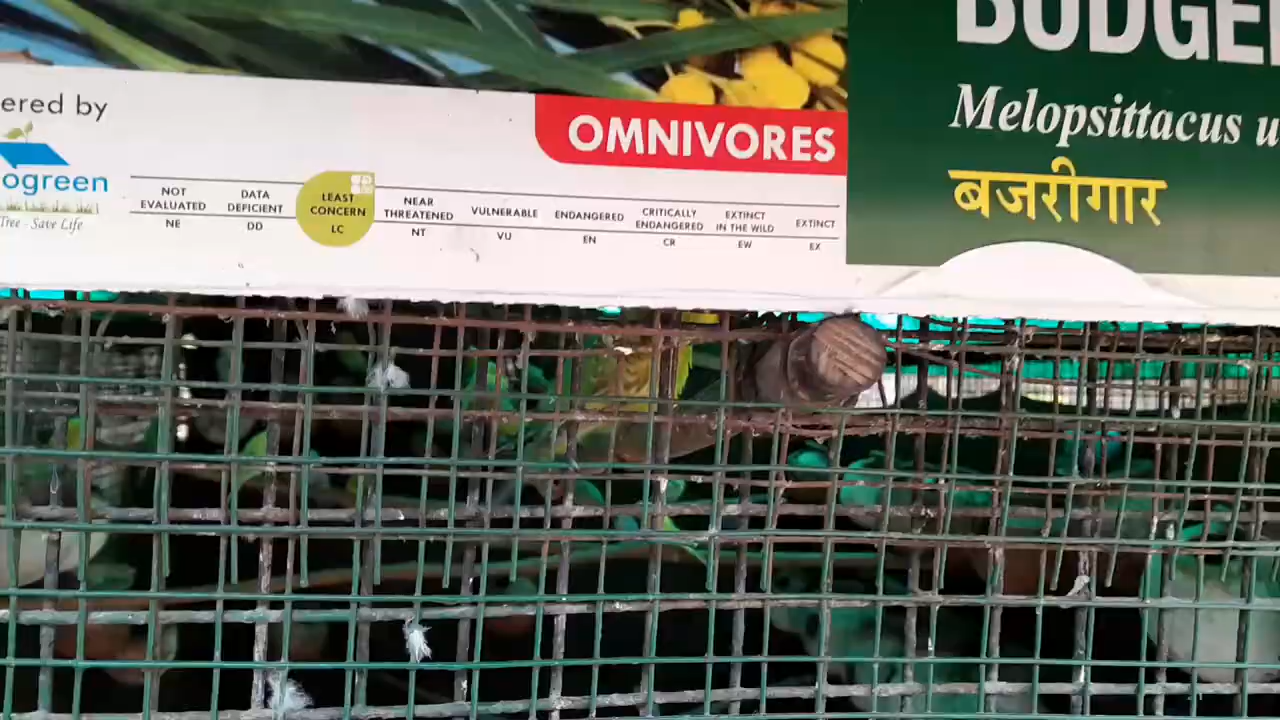 BUDGE
Melopsittacus u
बजरीगार
OMNIVORES
ered by
ogreen
Tree - Save Life
NOT EVALUATED
NE
DATA DEFICIENT
DD
LEAST CONCERN
LC
NEAR THREATENED
NT
VULNERABLE
VU
ENDANGERED
EN
CRITICALLY ENDANGERED
CR
EXTINCT IN THE WILD
EW
EXTINCT
EX